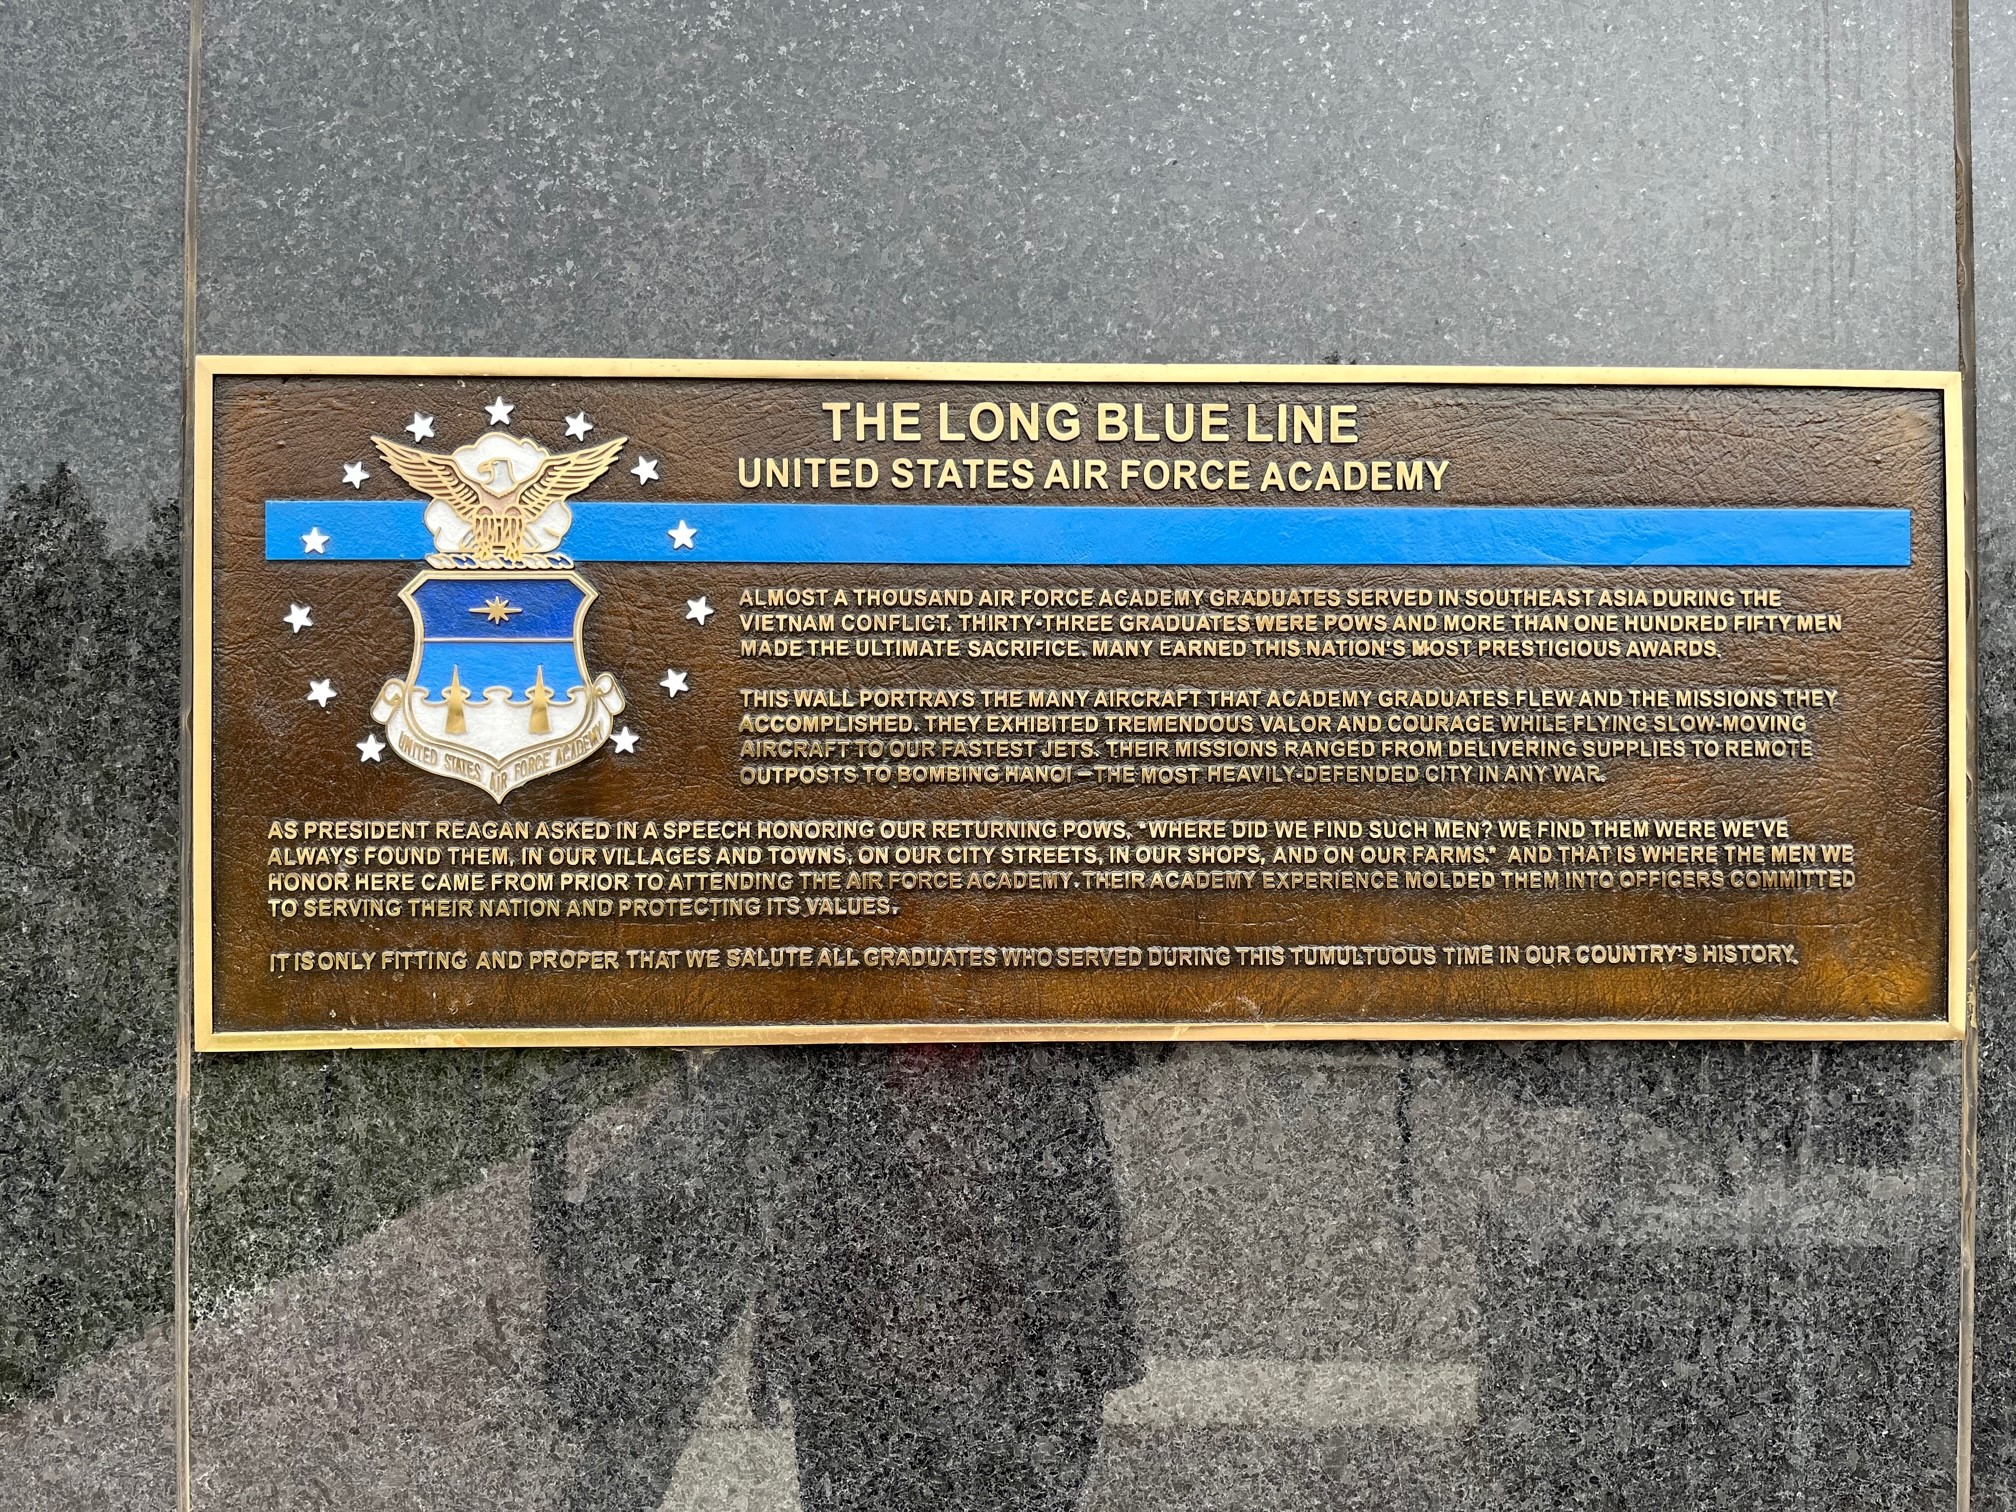 THE LONG BLUE LINE
UNITED STATES AIR FORCE ACADEMY
UNITED STATES AIR FORCE ACADEMY
ALMOST A THOUSAND AIR FORCE ACADEMY GRADUATES SERVED IN SOUTHEAST ASIA DURING THE
VIETNAM CONFLICT. THIRTY-THREE GRADUATES WERE POWS AND MORE THAN ONE HUNDRED FIFTY MEN
MADE THE ULTIMATE SACRIFICE. MANY EARNED THIS NATION'S MOST PRESTIGIOUS AWARDS.
THIS WALL PORTRAYS THE MANY AIRCRAFT THAT ACADEMY GRADUATES FLEW AND THE MISSIONS THEY
ACCOMPLISHED. THEY EXHIBITED TREMENDOUS VALOR AND COURAGE WHILE FLYING SLOW-MOVING
AIRCRAFT TO OUR FASTEST JETS. THEIR MISSIONS RANGED FROM DELIVERING SUPPLIES TO REMOTE
OUTPOSTS TO BOMBING HANOI—THE MOST HEAVILY-DEFENDED CITY IN ANY WAR.
AS PRESIDENT REAGAN ASKED IN A SPEECH HONORING OUR RETURNING POWS, "WHERE DID WE FIND SUCH MEN? WE FIND THEM WERE WE'VE
ALWAYS FOUND THEM, IN OUR VILLAGES AND TOWNS, ON OUR CITY STREETS, IN OUR SHOPS, AND ON OUR FARMS." AND THAT IS WHERE THE MEN WE
HONOR HERE CAME FROM PRIOR TO ATTENDING THE AIR FORCE ACADEMY. THEIR ACADEMY EXPERIENCE MOLDED THEM INTO OFFICERS COMMITTED
TO SERVING THEIR NATION AND PROTECTING ITS VALUES.
IT IS ONLY FITTING AND PROPER THAT WE SALUTE ALL GRADUATES WHO SERVED DURING THIS TUMULTUOUS TIME IN OUR COUNTRY'S HISTORY.